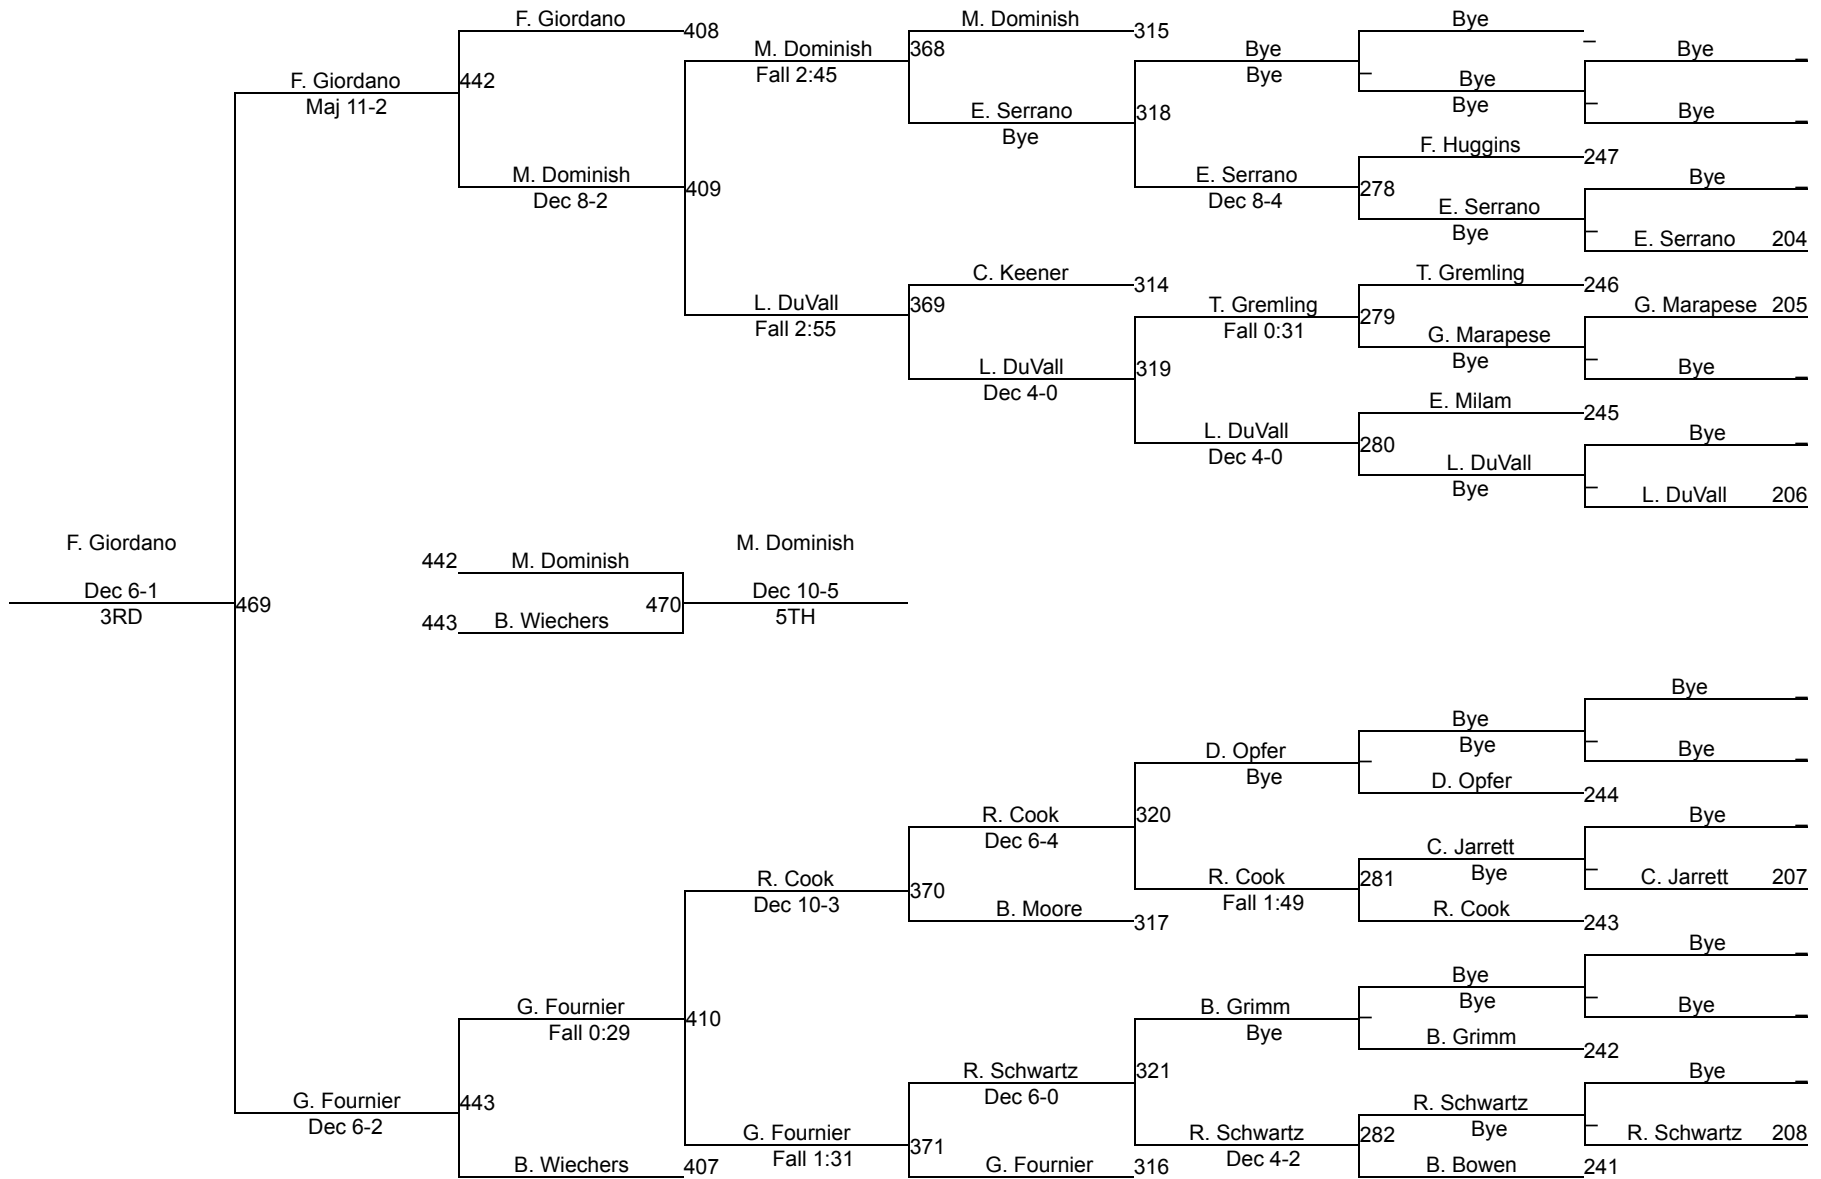 F. Giordano 408 M. Dominish 315 Bye
M. Dominish 368 Bye Bye
Fall 2:45 Bye
F. Giordano 442 Bye
Maj 11-2 E. Serrano 318 Bye Bye
Bye
F. Huggins 247
M. Dominish 409 E. Serrano 278 Bye
Dec 8-2 Dec 8-4 E. Serrano
Bye E. Serrano 204
C. Keener 314 T. Gremling 246
L. DuVall 369 T. Gremling 279 G. Marapese 205
Fall 2:55 Fall 0:31 G. Marapese
L. DuVall 319 Bye Bye
Dec 4-0 E. Milam 245
L. DuVall 280 Bye
Dec 4-0 L. DuVall
Bye L. DuVall 206
F. Giordano M. Dominish
442 M. Dominish
Dec 6-1 469 470 Dec 10-5
3RD 443 B. Wiechers 5TH
Bye
Bye
D. Opfer Bye Bye
Bye D. Opfer 244
R. Cook 320 Bye
Dec 6-4 C. Jarrett
R. Cook 370 R. Cook 281 Bye C. Jarrett 207
Dec 10-3 B. Moore 317 Fall 1:49 R. Cook 243
Bye
Bye
G. Fournier 410 B. Grimm Bye Bye
Fall 0:29 Bye B. Grimm 242
R. Schwartz 321 Bye
Dec 6-0
G. Fournier 443 R. Schwartz
Dec 6-2 G. Fournier 371 R. Schwartz 282 Bye R. Schwartz 208
B. Wiechers 407 Fall 1:31 G. Fournier 316 Dec 4-2 B. Bowen 241